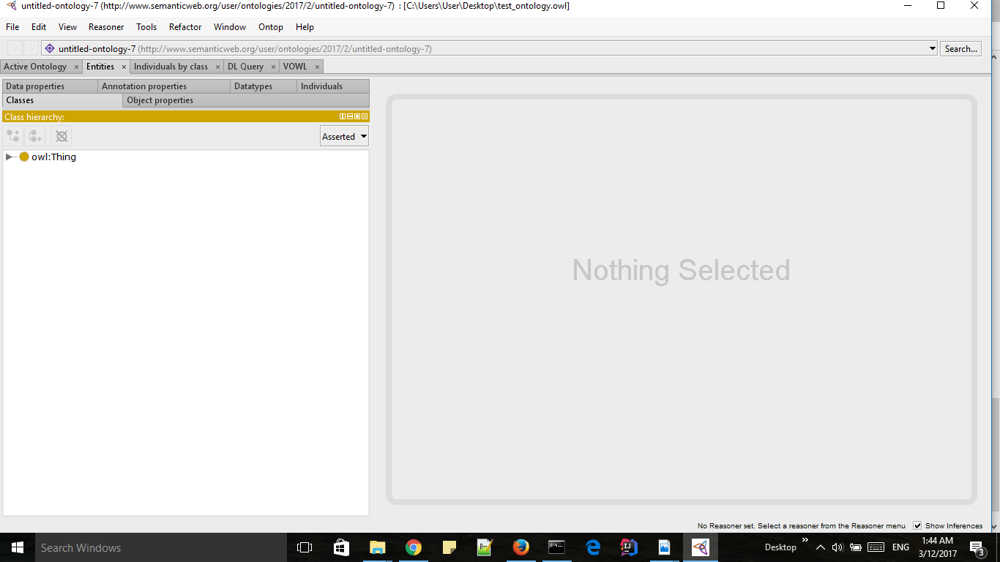 untitled-ontology-7 (http://www.semanticweb.org/user/ontologies/2017/2/untitled-ontology-7) : [C:\Users\User\Desktop\test_ontology.owl]
File Edit View Reasoner Tools Refactor Window Ontop Help
untitled-ontology-7 (http://www.semanticweb.org/user/ontologies/2017/2/untitled-ontology-7) Search...
Active Ontology × Entities × Individuals by class × DL Query × VOWL ×
Data properties Annotation properties Datatypes Individuals
Classes Object properties
Class hierarchy:
Asserted
owl:Thing
Nothing Selected
No Reasoner set. Select a reasoner from the Reasoner menu Show Inferences
Search Windows Desktop ENG 1:44 AM
3/12/2017 3